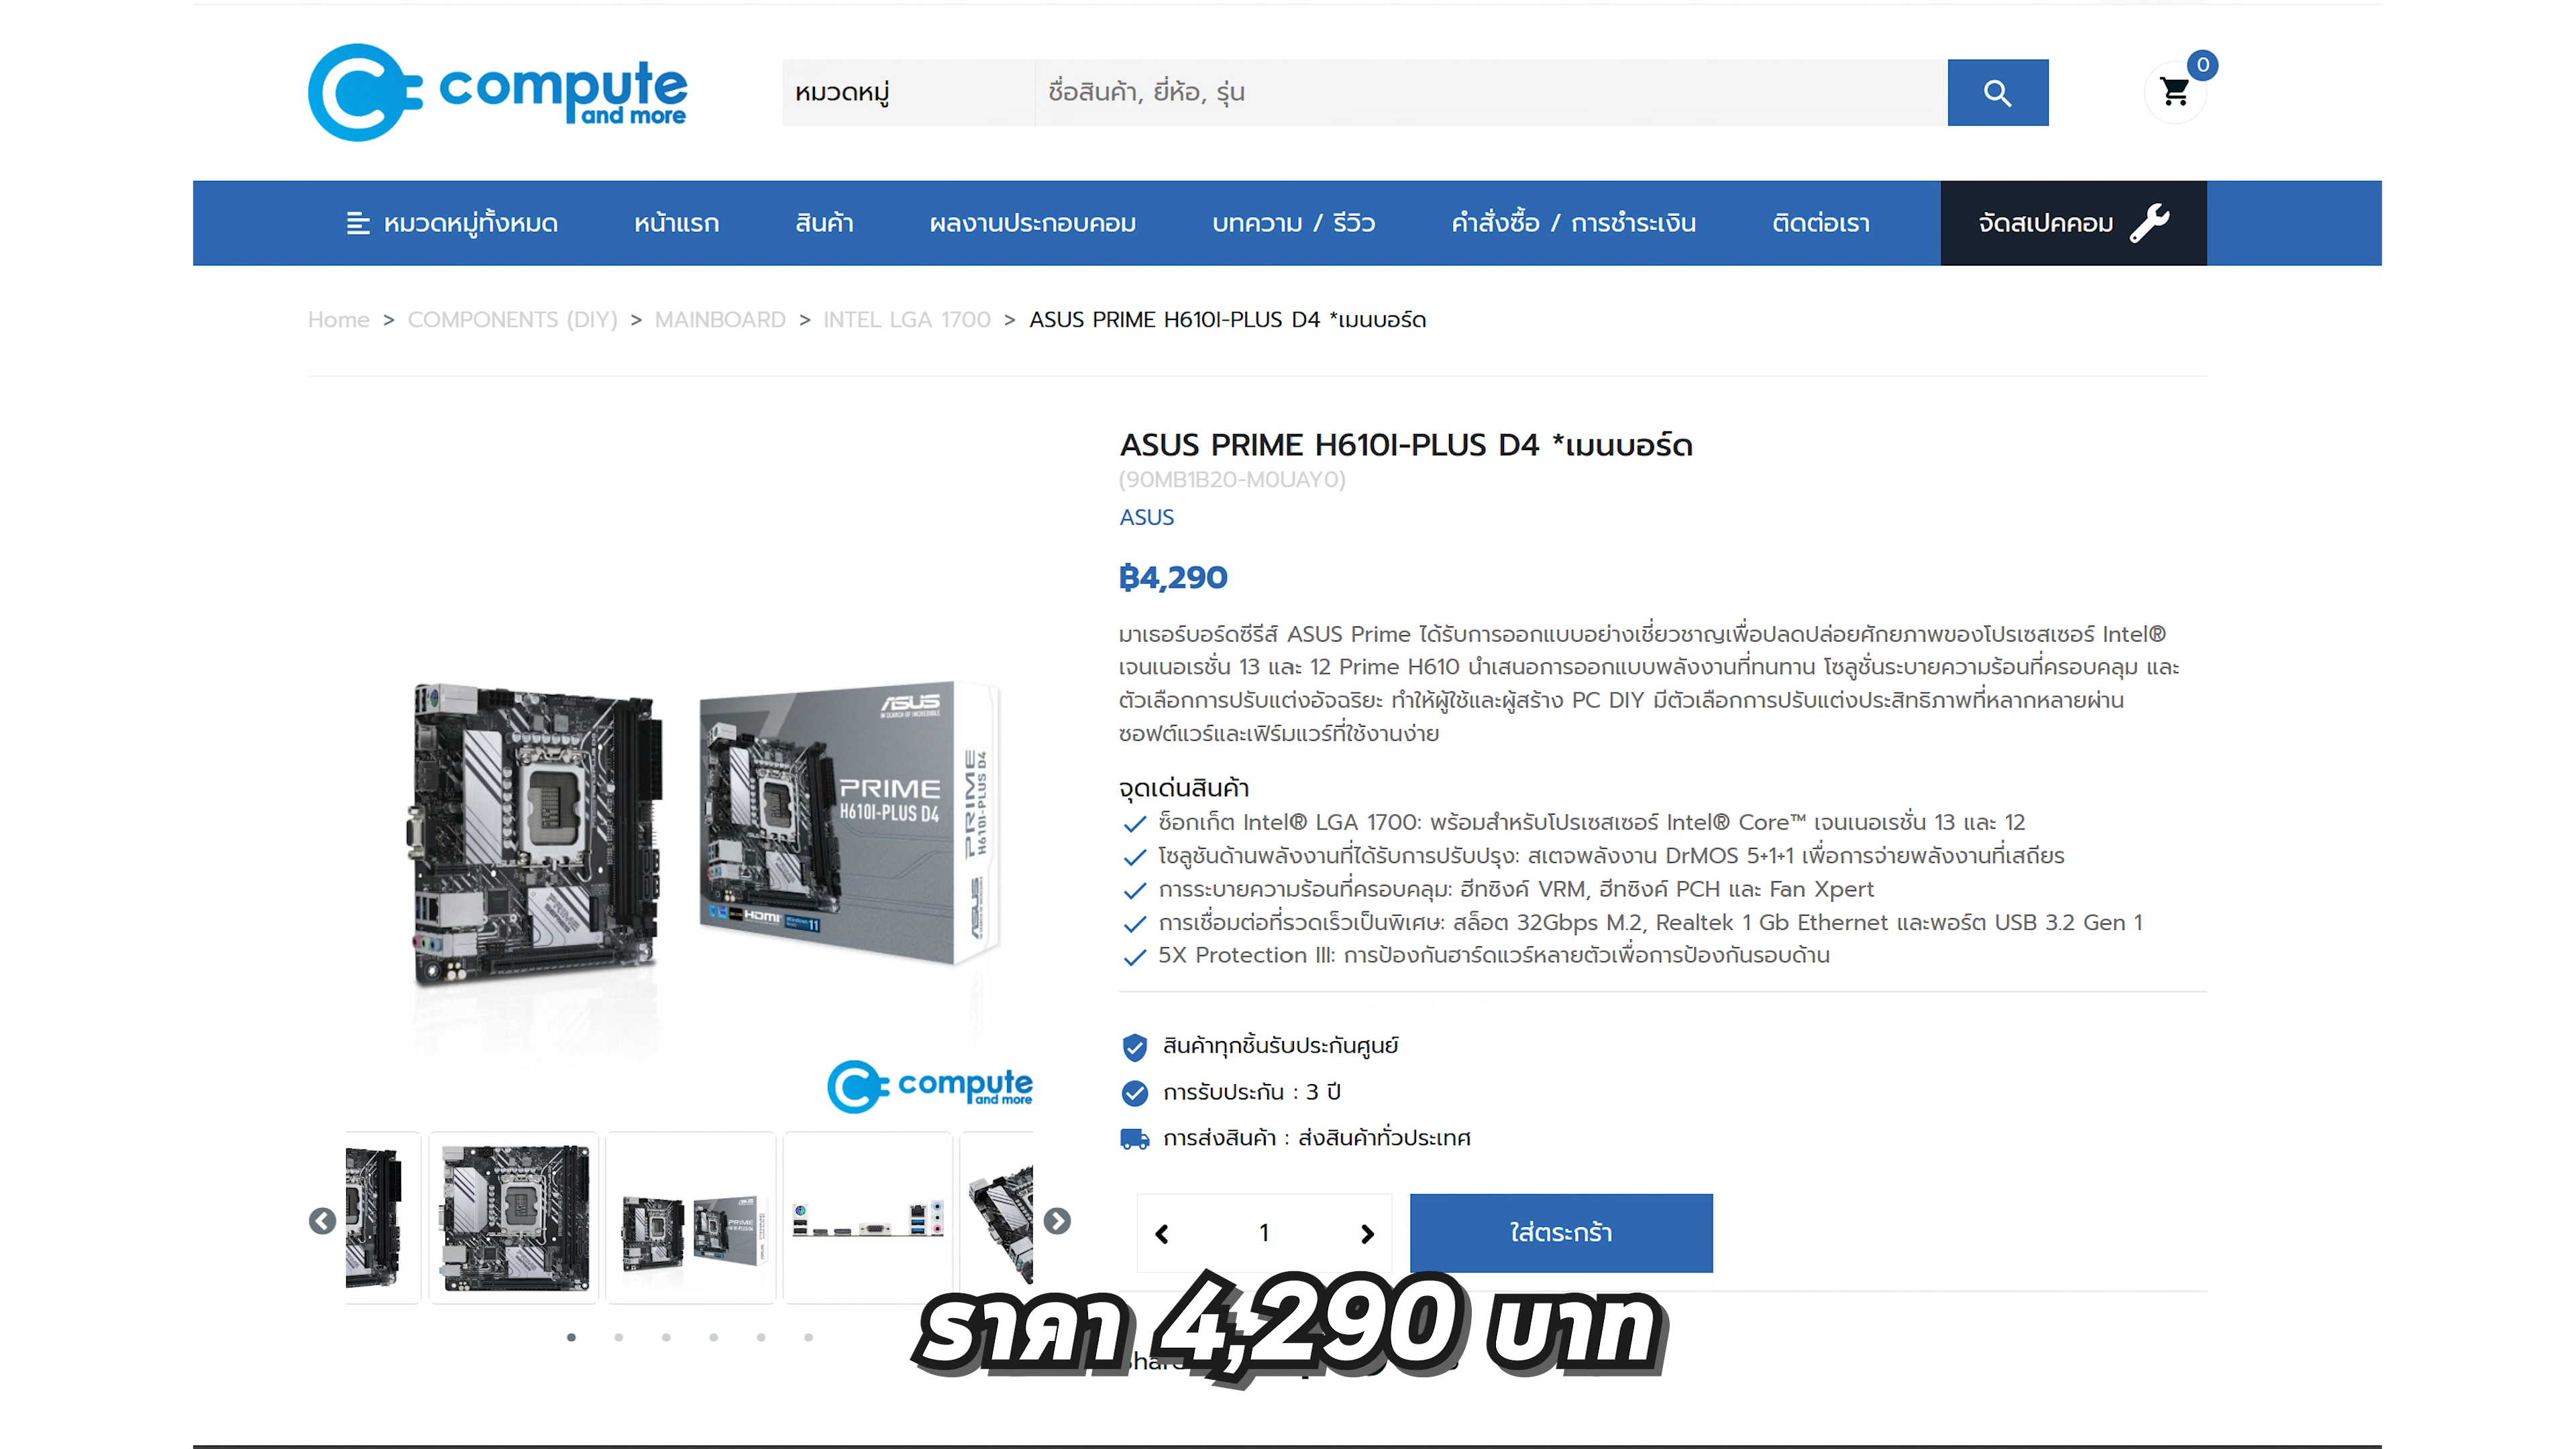 compute
and more
หมวดหมู่
ชื่อสินค้า, ยี่ห้อ, รุ่น
0
หมวดหมู่ทั้งหมด
หน้าแรก
สินค้า
ผลงานประกอบคอม
บทความ / รีวิว
คำสั่งซื้อ / การชำระเงิน
ติดต่อเรา
จัดสเปคคอม
Home > COMPONENTS (DIY) > MAINBOARD > INTEL LGA 1700 > ASUS PRIME H610I-PLUS D4 *เมนบอร์ด
ASUS PRIME H610I-PLUS D4 *เมนบอร์ด
(90MB1B20-M0UAY0)
ASUS
฿4,290
มาเธอร์บอร์ดซีรีส์ ASUS Prime ได้รับการออกแบบอย่างเชี่ยวชาญเพื่อปลดปล่อยศักยภาพของโปรเซสเซอร์ Intel®
เจนเนอเรชั่น 13 และ 12 Prime H610 นำเสนอการออกแบบพลังงานที่ทนทาน โซลูชั่นระบายความร้อนที่ครอบคลุม และ
ตัวเลือกการปรับแต่งอัจฉริยะ ทำให้ผู้ใช้และผู้สร้าง PC DIY มีตัวเลือกการปรับแต่งประสิทธิภาพที่หลากหลายผ่าน
ซอฟต์แวร์และเฟิร์มแวร์ที่ใช้งานง่าย
จุดเด่นสินค้า
ซ็อกเก็ต Intel® LGA 1700: พร้อมสำหรับโปรเซสเซอร์ Intel® Core™ เจนเนอเรชั่น 13 และ 12
โซลูชันด้านพลังงานที่ได้รับการปรับปรุง: สเตจพลังงาน DrMOS 5+1+1 เพื่อการจ่ายพลังงานที่เสถียร
การระบายความร้อนที่ครอบคลุม: ฮีทซิงค์ VRM, ฮีทซิงค์ PCH และ Fan Xpert
การเชื่อมต่อที่รวดเร็วเป็นพิเศษ: สล็อต 32Gbps M.2, Realtek 1 Gb Ethernet และพอร์ต USB 3.2 Gen 1
5X Protection III: การป้องกันฮาร์ดแวร์หลายตัวเพื่อการป้องกันรอบด้าน
ASUS
IN SEARCH OF INCREDIBLE
PRIME
H610I-PLUS D4
PRIME
H610I-PLUS D4
ASUS
HDMI
11
compute
and more
สินค้าทุกชิ้นรับประกันศูนย์
การรับประกัน : 3 ปี
การส่งสินค้า : ส่งสินค้าทั่วประเทศ
1
ใส่ตระกร้า
ราคา 4,290 บาท